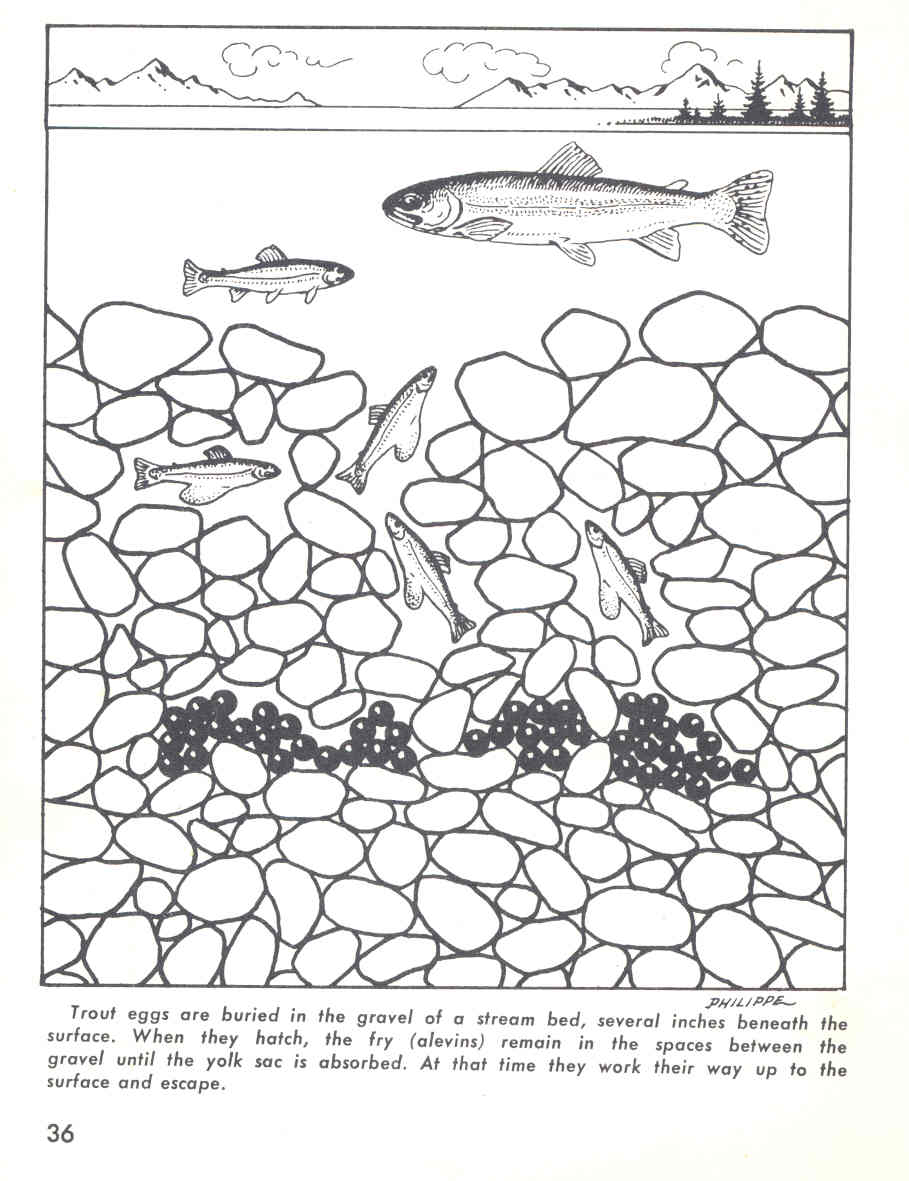 PHILIPPE
Trout eggs are buried in the gravel of a stream bed, several inches beneath the
surface. When they hatch, the fry (alevins) remain in the spaces between the
gravel until the yolk sac is absorbed. At that time they work their way up to the
surface and escape.
36